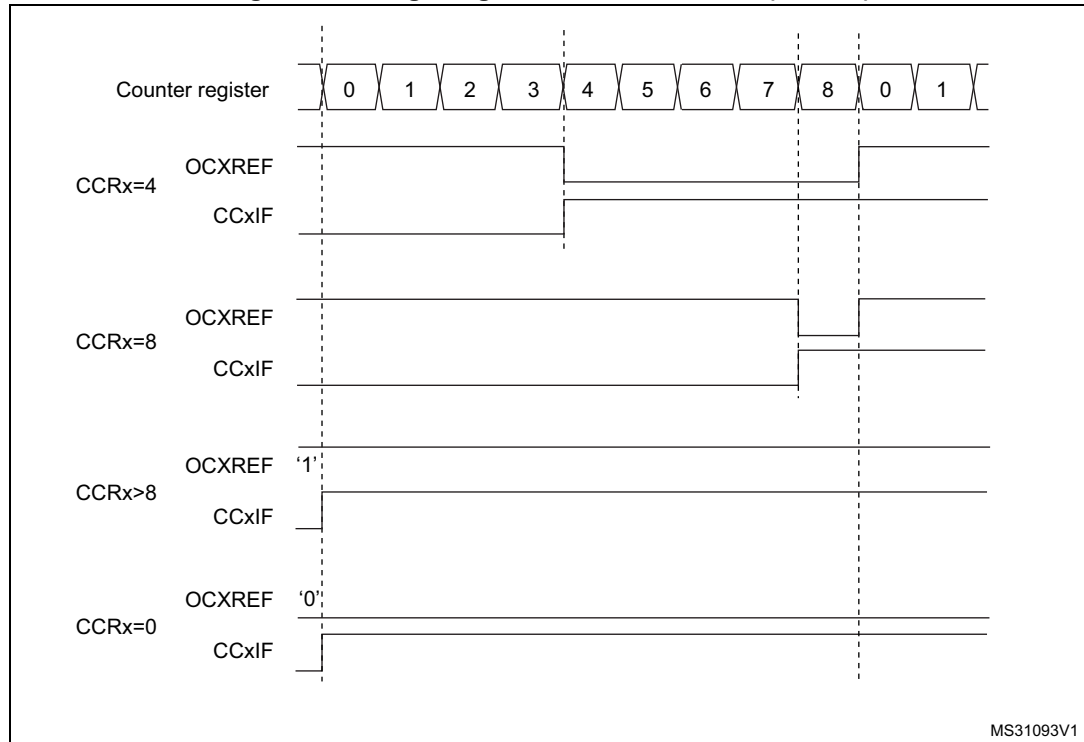 Counter register 0 1 2 3 4 5 6 7 8 0 1
OCXREF
CCRx=4
CCxIF
OCXREF
CCRx=8
CCxIF
OCXREF ‘1’
CCRx>8
CCxIF
OCXREF ‘0’
CCRx=0
CCxIF
MS31093V1